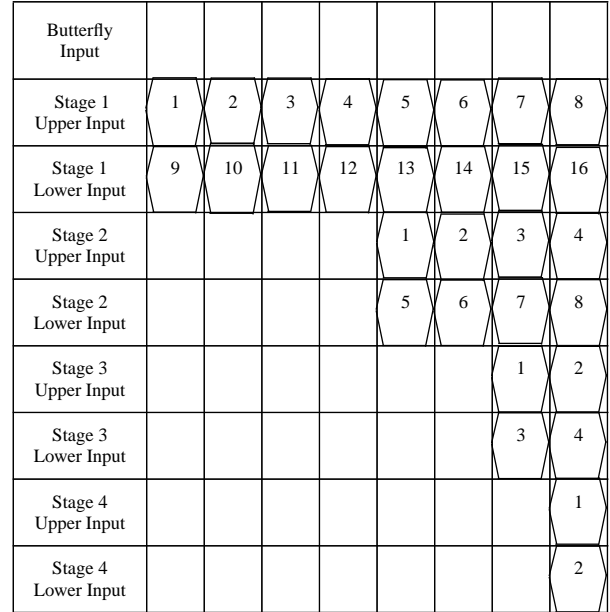 Butterfly
Input
Stage 1
Upper Input
1 2 3 4 5 6 7 8
Stage 1
Lower Input
9 10 11 12 13 14 15 16
Stage 2
Upper Input
1 2 3 4
Stage 2
Lower Input
5 6 7 8
Stage 3
Upper Input
1 2
Stage 3
Lower Input
3 4
Stage 4
Upper Input
1
Stage 4
Lower Input
2